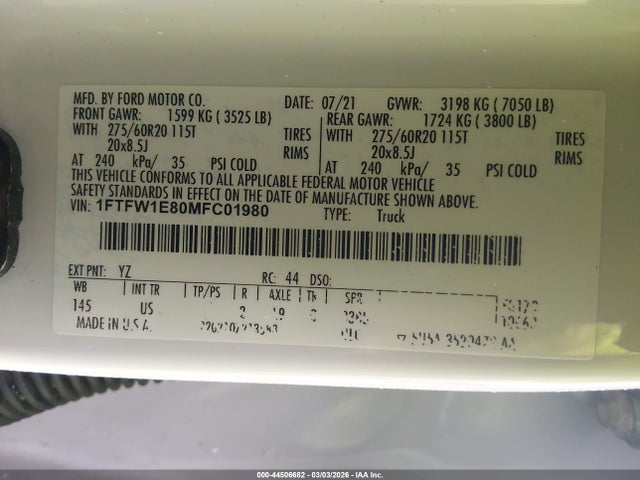 MFD. BY FORD MOTOR CO. DATE: 07/21 GVWR: 3198 KG ( 7050 LB)
FRONT GAWR: 1599 KG ( 3525 LB) REAR GAWR: 1724 KG ( 3800 LB)
WITH 275/60R20 115T TIRES WITH 275/60R20 115T TIRES
20x8.5J RIMS 20x8.5J RIMS
AT 240 kPa/ 35 PSI COLD AT 240 kPa/ 35 PSI COLD
THIS VEHICLE CONFORMS TO ALL APPLICABLE FEDERAL MOTOR VEHICLE
SAFETY STANDARDS IN EFFECT ON THE DATE OF MANUFACTURE SHOWN ABOVE.
VIN: 1FTFW1E80MFC01980 TYPE: Truck
EXT PNT: YZ RC: 44 DSO:
WB INT TR TP/PS R AXLE TR SPR
145 US
MADE IN U.S.A.
000-44506682 - 03/03/2026 - IAA Inc.